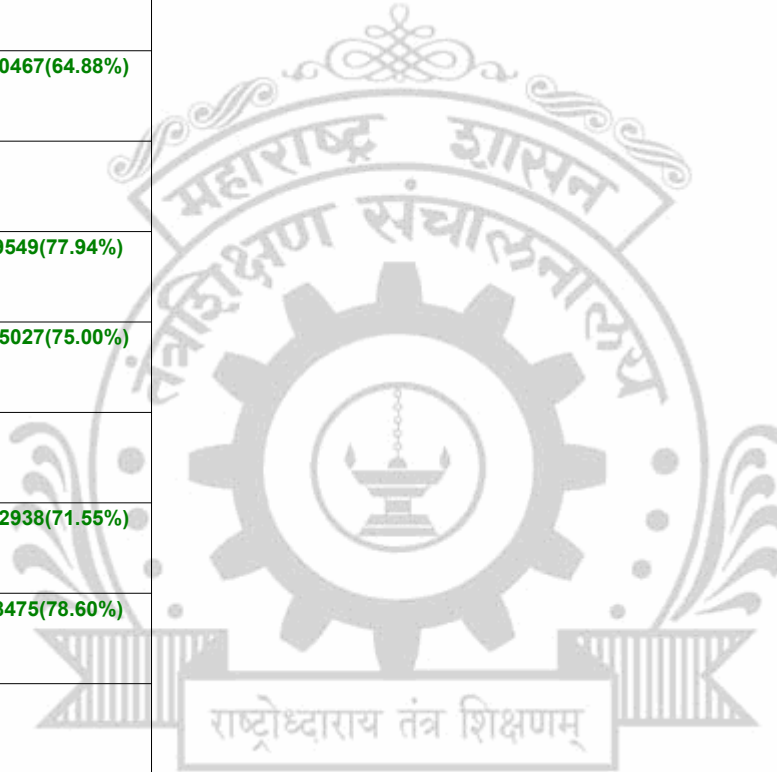 0467(64.88%)
महाराष्ट्र शासन
तंत्रशिक्षण संचालनालय
9549(77.94%)
5027(75.00%)
2938(71.55%)
3475(78.60%)
राष्ट्रोध्दाराय तंत्र शिक्षणम्